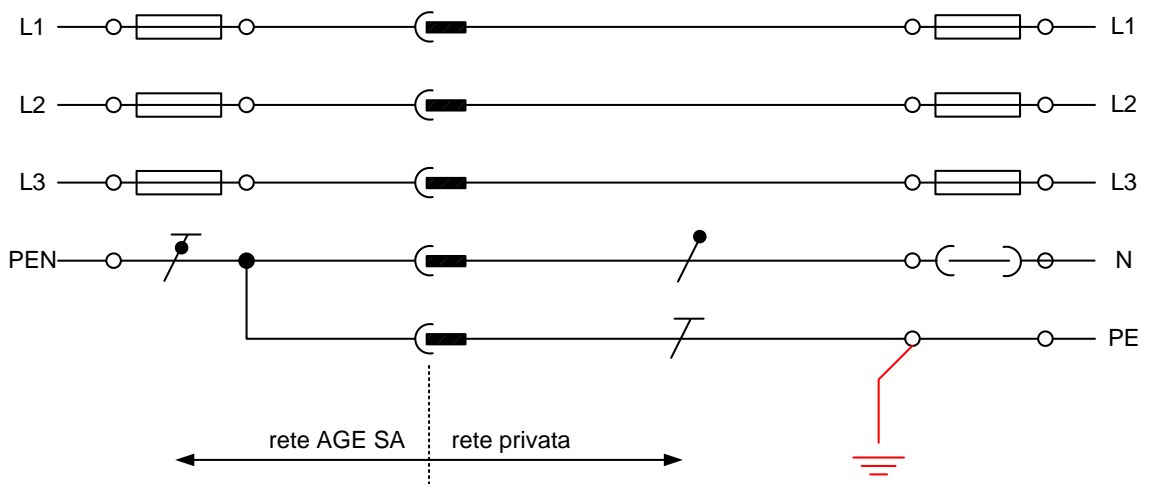 L1 L1
L2 L2
L3 L3
PEN N
PE
rete AGE SA rete privata